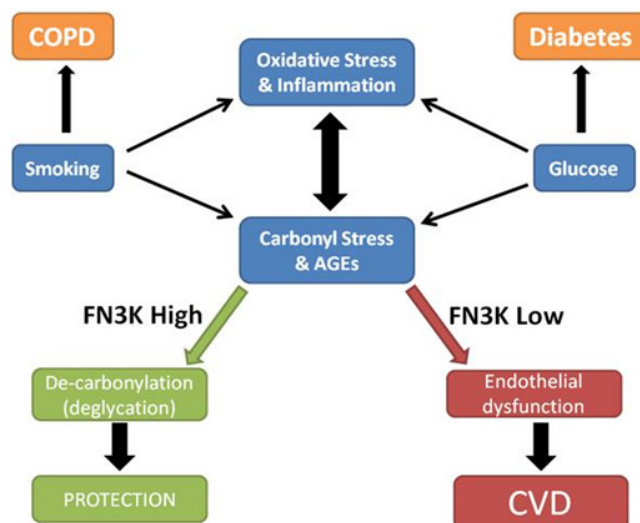 COPD
Diabetes
Oxidative Stress
& Inflammation
Smoking
Glucose
Carbonyl Stress
& AGEs
FN3K High
FN3K Low
De-carbonylation
(deglycation)
Endothelial
dysfunction
PROTECTION
CVD